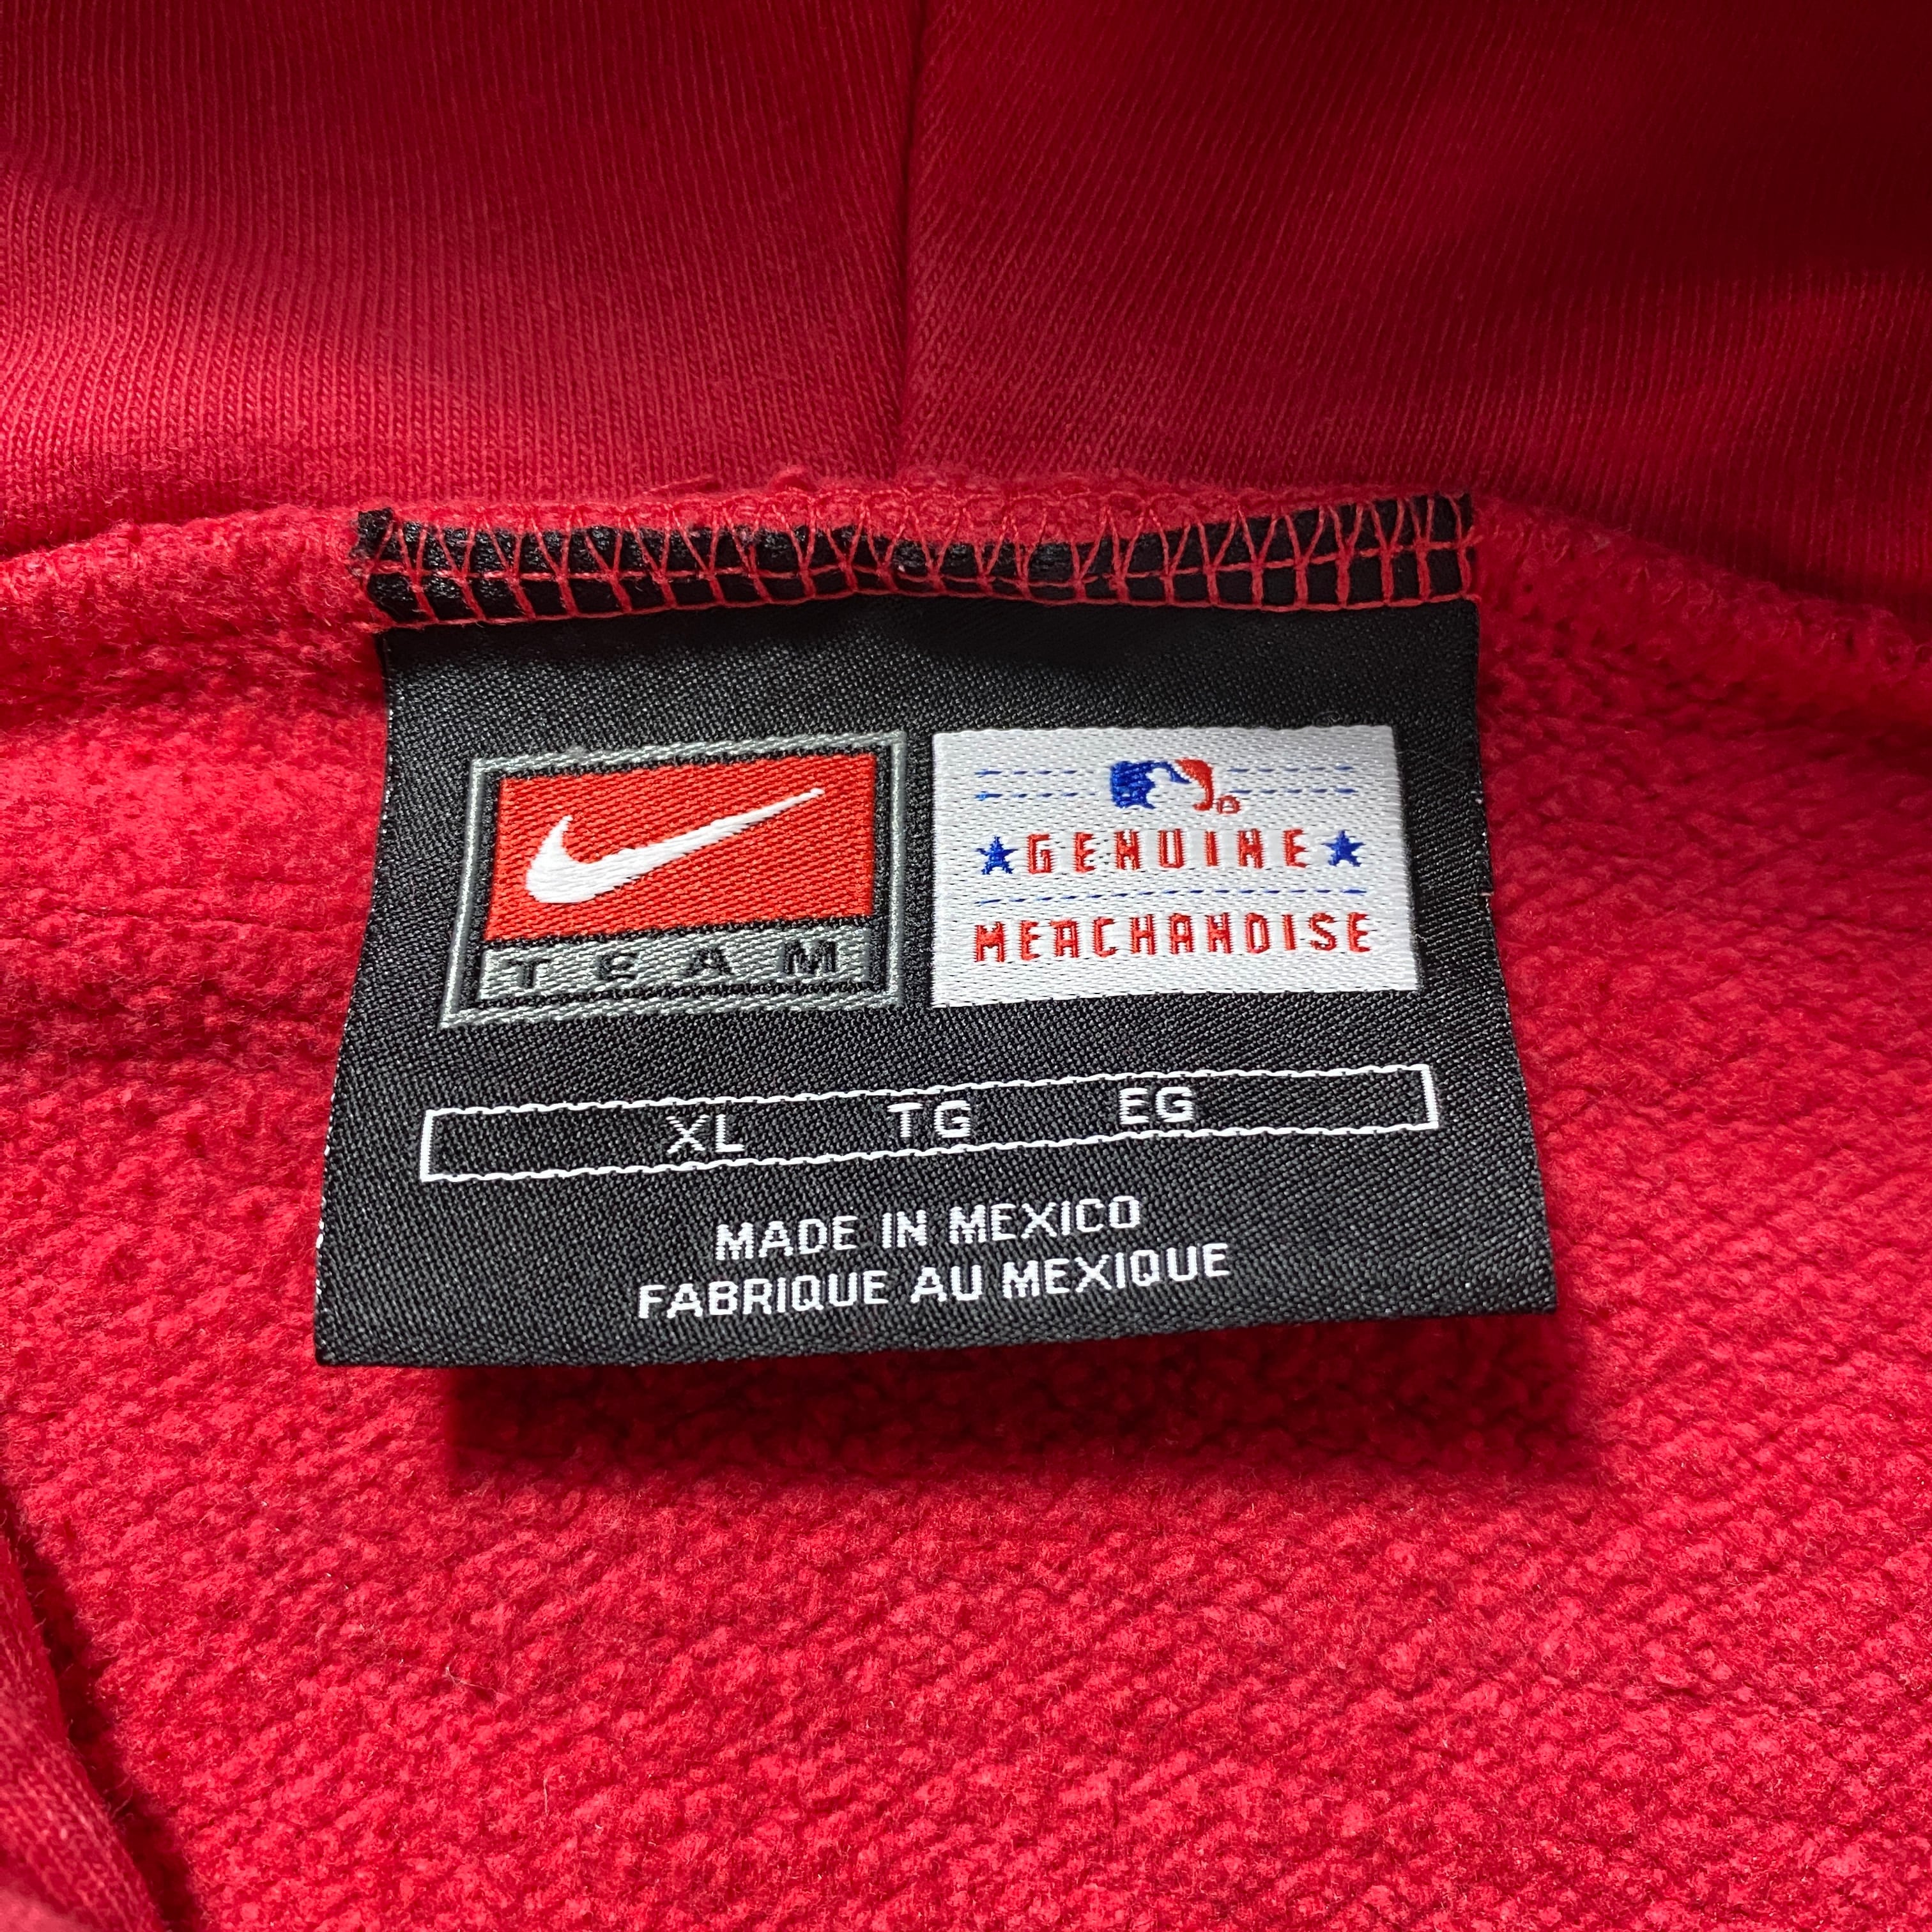 TEAM
GENUINE
MERCHANDISE
XL TG EG
MADE IN MEXICO
FABRIQUE AU MEXIQUE